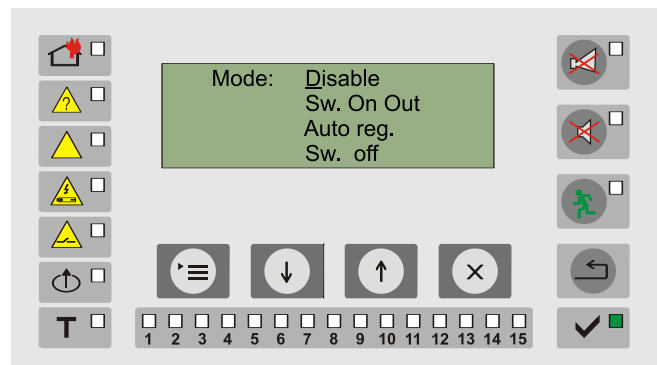 Mode: Disable
Sw. On Out
Auto reg.
Sw. off
?
T
1 2 3 4 5 6 7 8 9 10 11 12 13 14 15